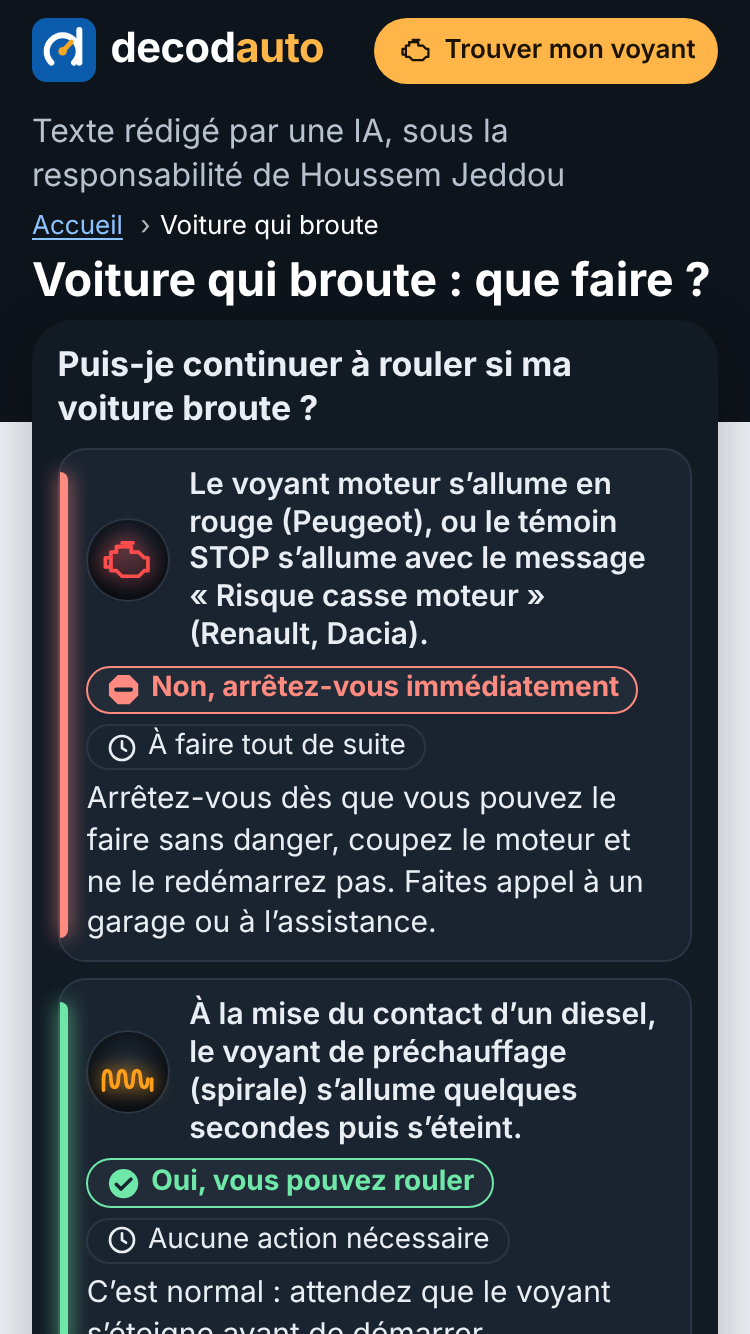 decodauto
Trouver mon voyant
Texte rédigé par une IA, sous la
responsabilité de Houssem Jeddou
Accueil › Voiture qui broute
Voiture qui broute : que faire ?
Puis-je continuer à rouler si ma
voiture broute ?
Le voyant moteur s’allume en
rouge (Peugeot), ou le témoin
STOP s’allume avec le message
« Risque casse moteur »
(Renault, Dacia).
Non, arrêtez-vous immédiatement
À faire tout de suite
Arrêtez-vous dès que vous pouvez le
faire sans danger, coupez le moteur et
ne le redémarrez pas. Faites appel à un
garage ou à l’assistance.
À la mise du contact d’un diesel,
le voyant de préchauffage
(spirale) s’allume quelques
secondes puis s’éteint.
Oui, vous pouvez rouler
Aucune action nécessaire
C’est normal : attendez que le voyant
s’éteigne avant de démarrer.